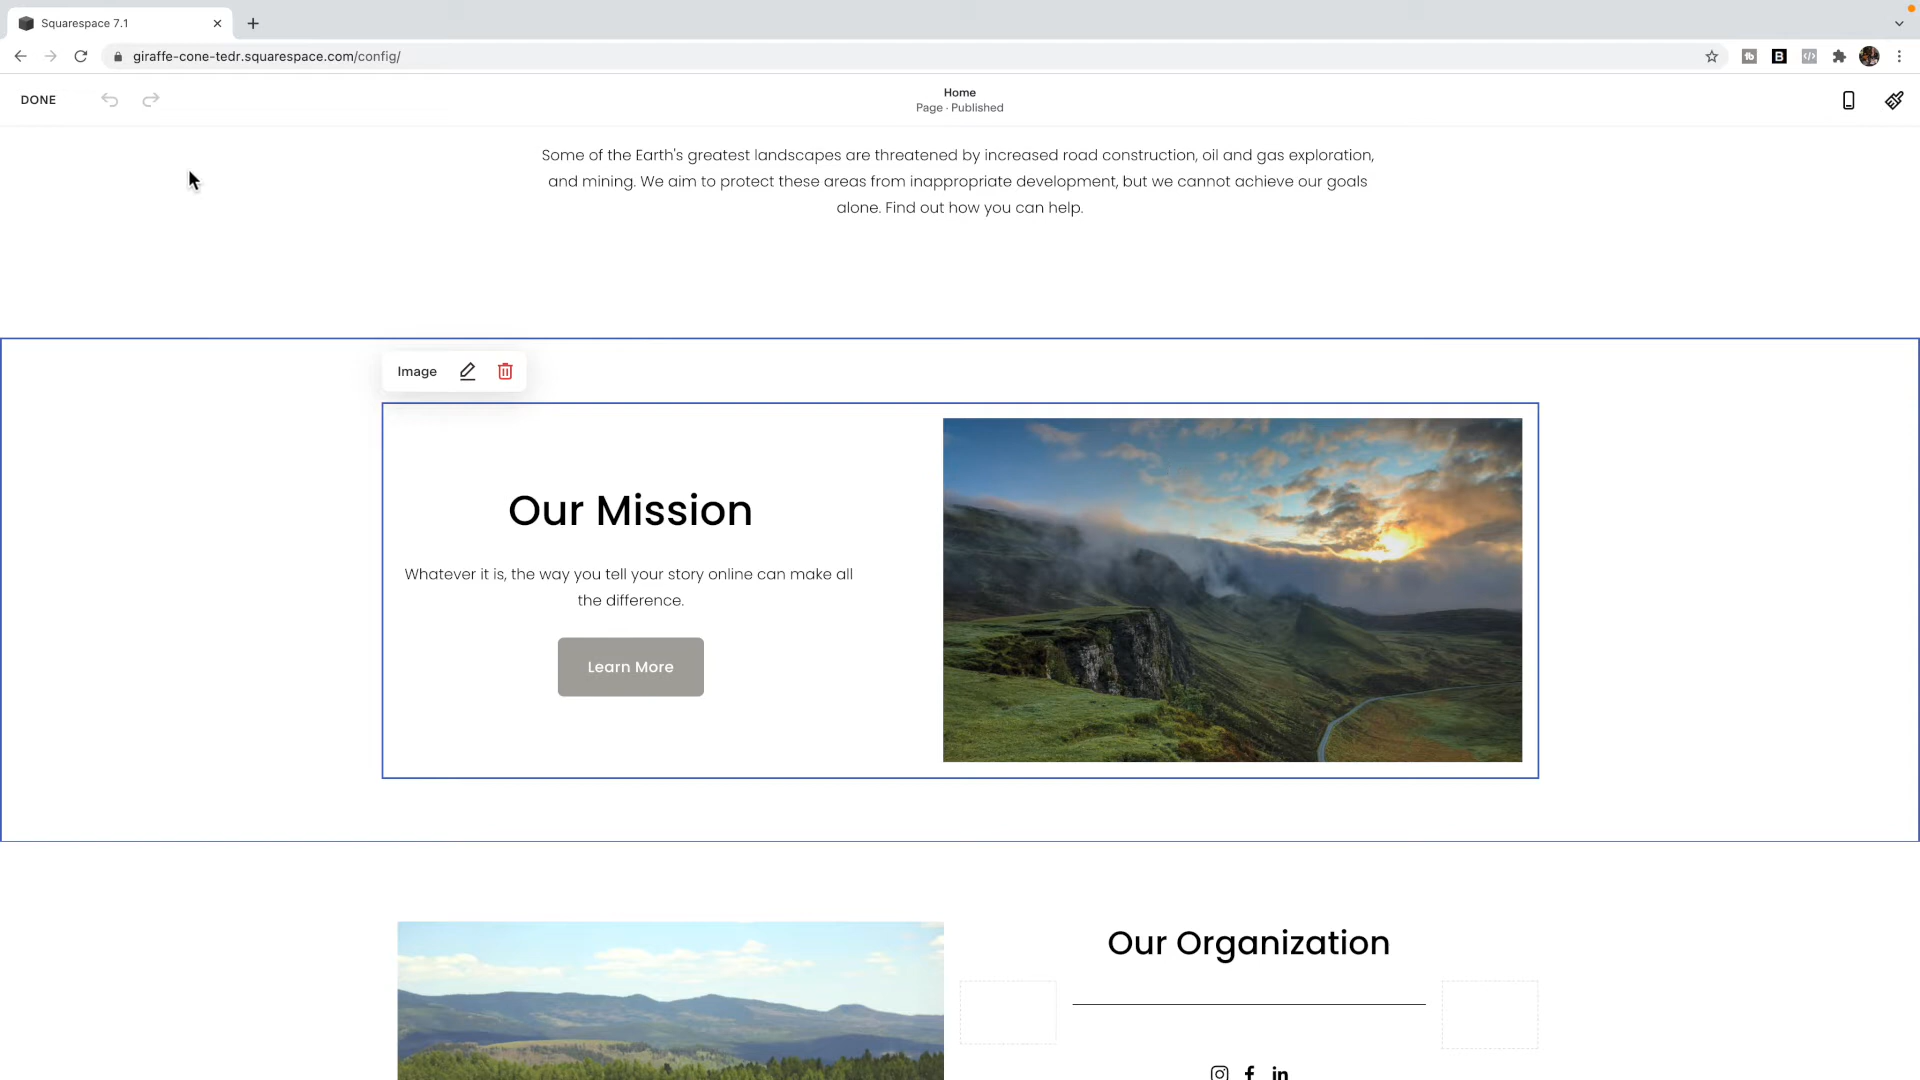 Squarespace 7.1
giraffe-cone-tedr.squarespace.com/config/
DONE
Home
Page · Published
Some of the Earth's greatest landscapes are threatened by increased road construction, oil and gas exploration,
and mining. We aim to protect these areas from inappropriate development, but we cannot achieve our goals
alone. Find out how you can help.
Image
Our Mission
Whatever it is, the way you tell your story online can make all
the difference.
Learn More
Our Organization